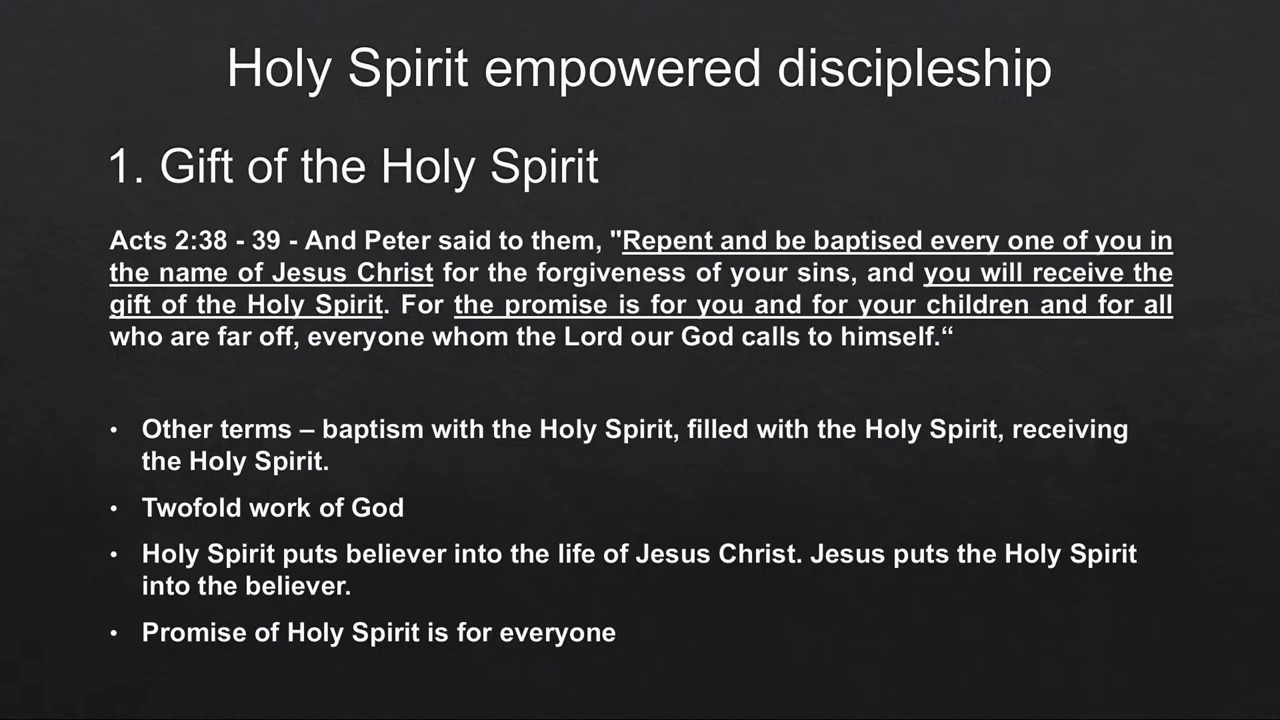 Holy Spirit empowered discipleship
1. Gift of the Holy Spirit
Acts 2:38 - 39 - And Peter said to them, "Repent and be baptised every one of you in
the name of Jesus Christ for the forgiveness of your sins, and you will receive the
gift of the Holy Spirit. For the promise is for you and for your children and for all
who are far off, everyone whom the Lord our God calls to himself.“
• Other terms – baptism with the Holy Spirit, filled with the Holy Spirit, receiving
the Holy Spirit.
• Twofold work of God
• Holy Spirit puts believer into the life of Jesus Christ. Jesus puts the Holy Spirit
into the believer.
• Promise of Holy Spirit is for everyone